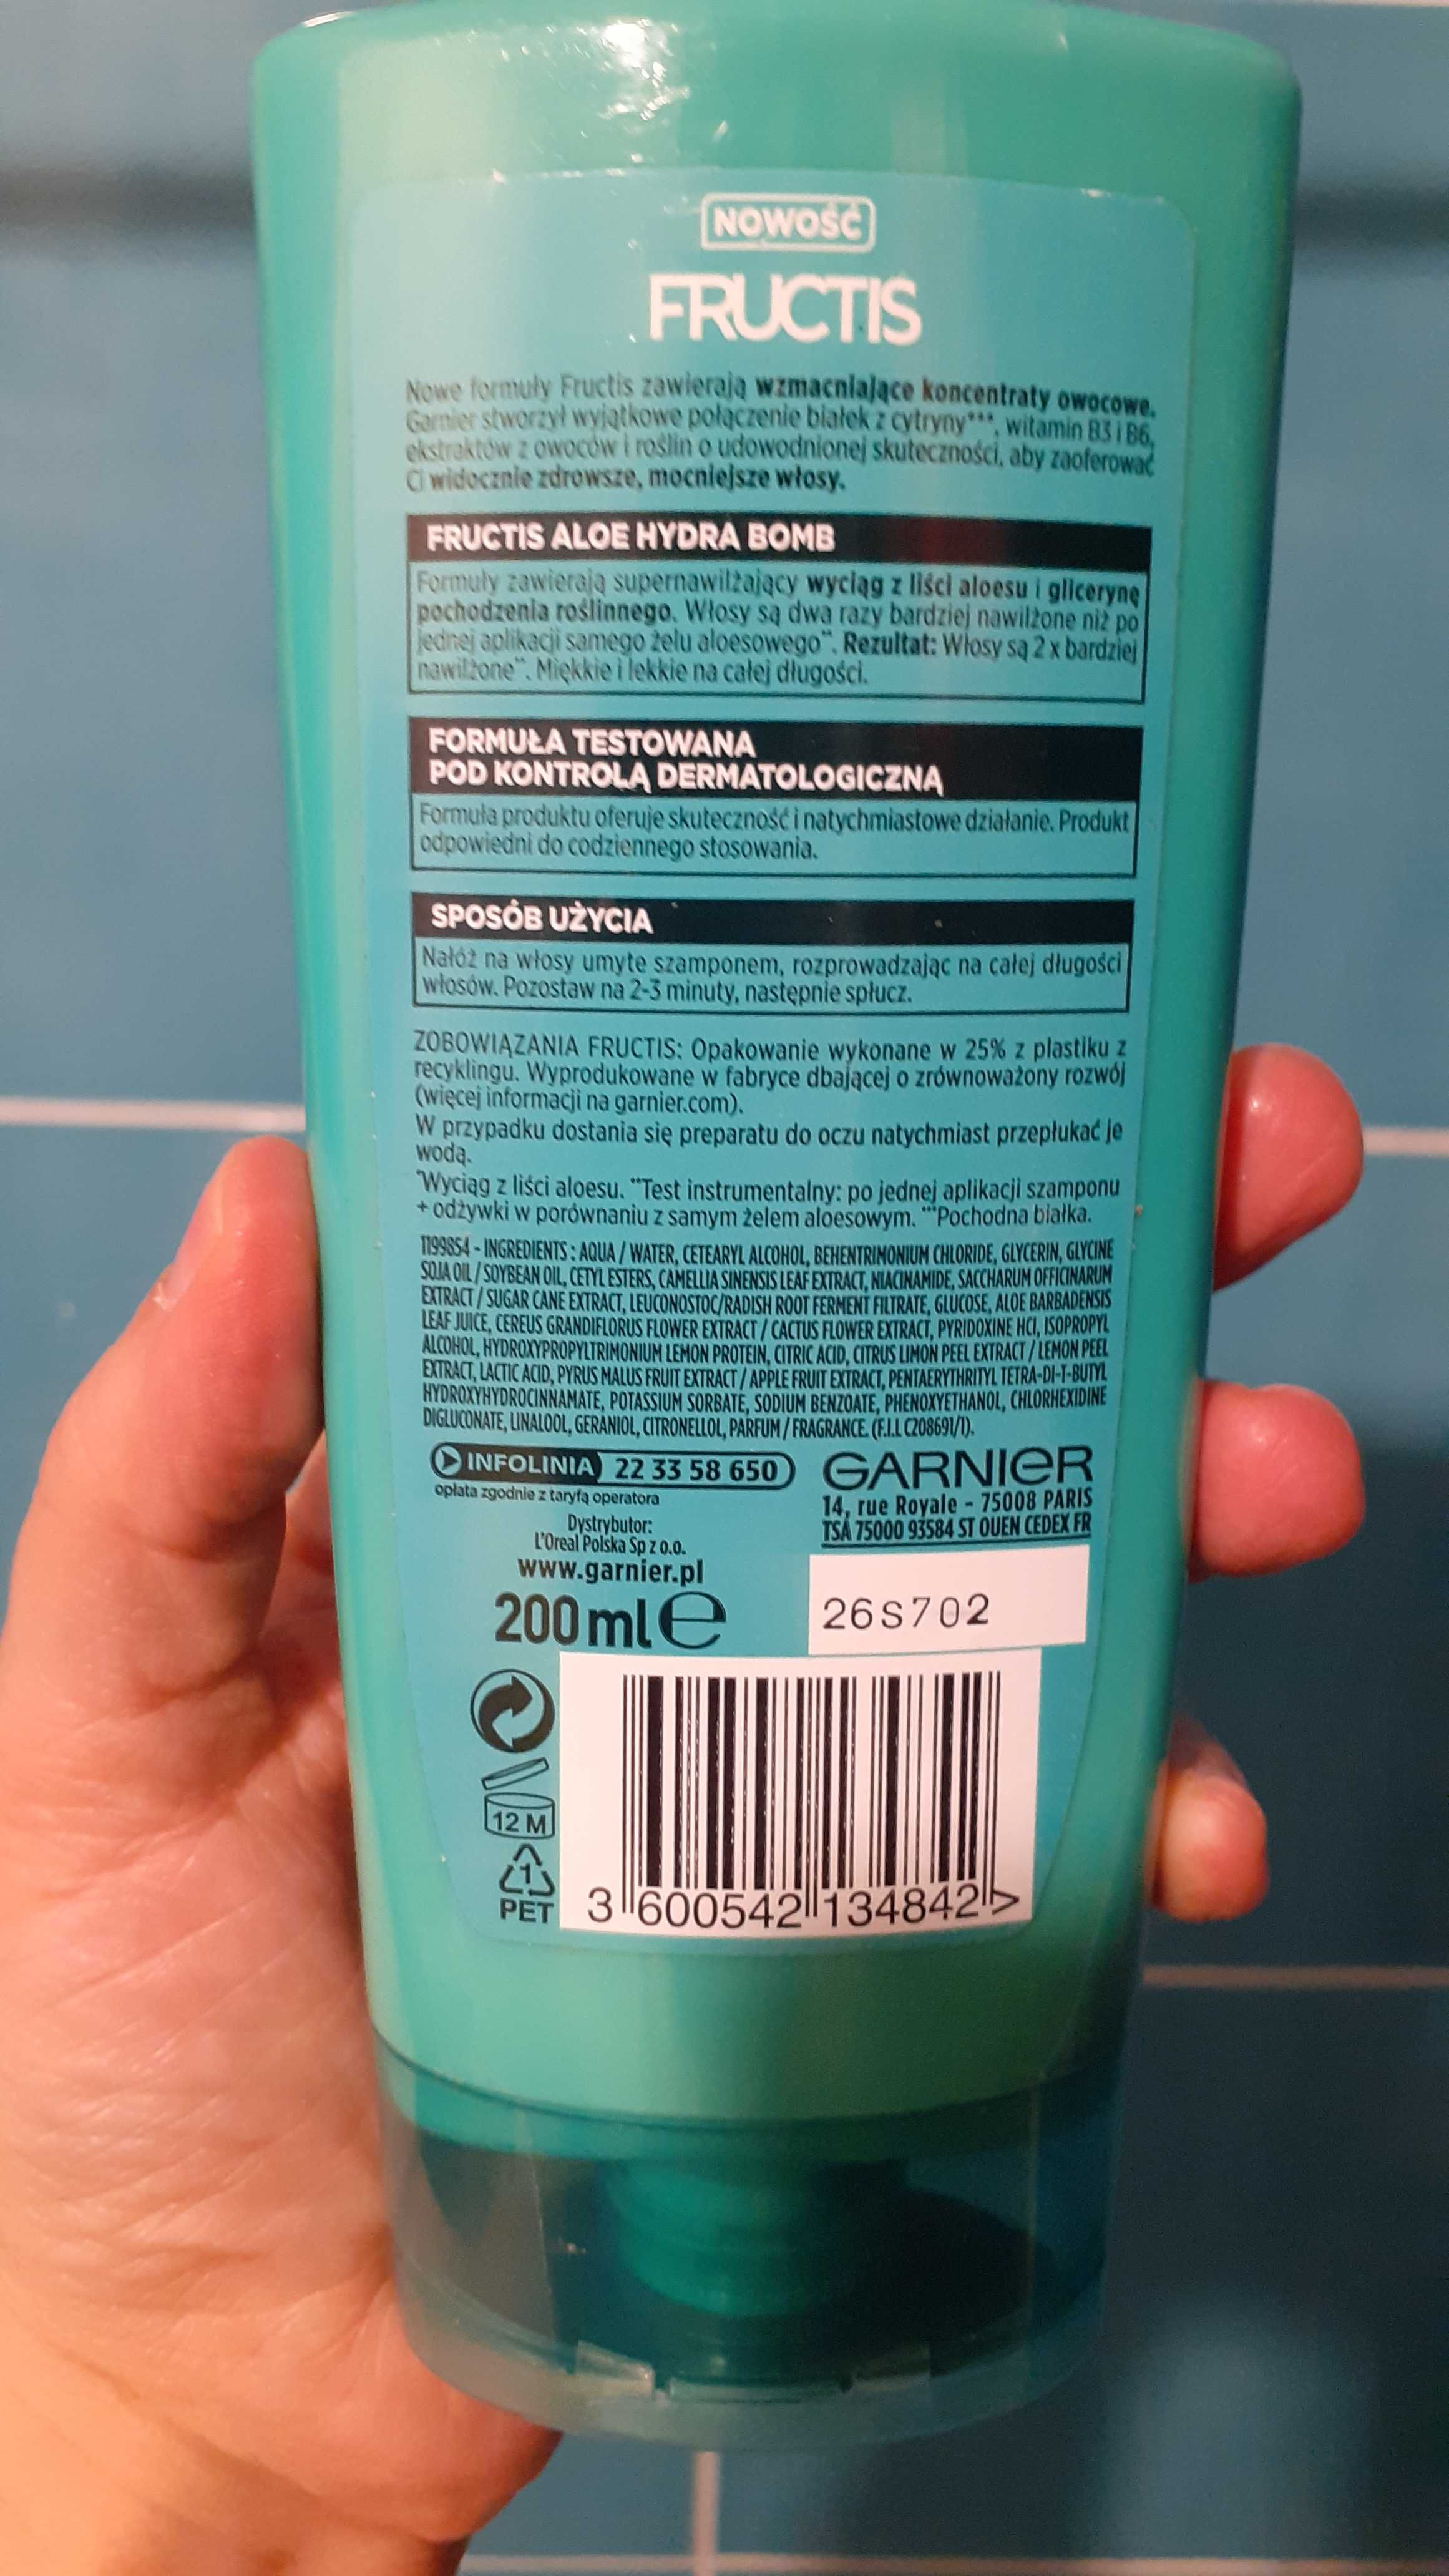 NOWOŚĆ
FRUCTIS
Nowe formuły Fructis zawierają wzmacniające koncentraty owocowe.
Garnier stworzył wyjątkowe połączenie białek z cytryny***, witamin B3 i B6,
ekstraktów z owoców i roślin o udowodnionej skuteczności, aby zaoferować
Ci widocznie zdrowsze, mocniejsze włosy.
FRUCTIS ALOE HYDRA BOMB
Formuły zawierają supernawilżający wyciąg z liści aloesu i glicerynę
pochodzenia roślinnego. Włosy są dwa razy bardziej nawilżone niż po
jednej aplikacji samego żelu aloesowego**. Rezultat: Włosy są 2 x bardziej
nawilżone**. Miękkie i lekkie na całej długości.
FORMUŁA TESTOWANA
POD KONTROLĄ DERMATOLOGICZNĄ
Formuła produktu oferuje skuteczność i natychmiastowe działanie. Produkt
odpowiedni do codziennego stosowania.
SPOSÓB UŻYCIA
Nałóż na włosy umyte szamponem, rozprowadzając na całej długości
włosów. Pozostaw na 2-3 minuty, następnie spłucz.
ZOBOWIĄZANIA FRUCTIS: Opakowanie wykonane w 25% z plastiku z
recyklingu. Wyprodukowane w fabryce dbającej o zrównoważony rozwój
(więcej informacji na garnier.com).
W przypadku dostania się preparatu do oczu natychmiast przepłukać je
wodą.
*Wyciąg z liści aloesu. **Test instrumentalny: po jednej aplikacji szamponu
+ odżywki w porównaniu z samym żelem aloesowym. ***Pochodna białka.
1199854 - INGREDIENTS : AQUA / WATER, CETEARYL ALCOHOL, BEHENTRIMONIUM CHLORIDE, GLYCERIN, GLYCINE
SOJA OIL / SOYBEAN OIL, CETYL ESTERS, CAMELLIA SINENSIS LEAF EXTRACT, NIACINAMIDE, SACCHARUM OFFICINARUM
EXTRACT / SUGAR CANE EXTRACT, LEUCONOSTOC/RADISH ROOT FERMENT FILTRATE, GLUCOSE, ALOE BARBADENSIS
LEAF JUICE, CEREUS GRANDIFLORUS FLOWER EXTRACT / CACTUS FLOWER EXTRACT, PYRIDOXINE HCI, ISOPROPYL
ALCOHOL, HYDROXYPROPYLTRIMONIUM LEMON PROTEIN, CITRIC ACID, CITRUS LIMON PEEL EXTRACT / LEMON PEEL
EXTRACT, LACTIC ACID, PYRUS MALUS FRUIT EXTRACT / APPLE FRUIT EXTRACT, PENTAERYTHRITYL TETRA-DI-T-BUTYL
HYDROXYHYDROCINNAMATE, POTASSIUM SORBATE, SODIUM BENZOATE, PHENOXYETHANOL, CHLORHEXIDINE
DIGLUCONATE, LINALOOL, GERANIOL, CITRONELLOL, PARFUM / FRAGRANCE. (F.I.L C208691/1).
INFOLINIA 22 33 58 650
opłata zgodnie z taryfą operatora
Dystrybutor:
L'Oreal Polska Sp z o.o.
www.garnier.pl
200 ml e
GARNIER
14, rue Royale - 75008 PARIS
TSA 75000 93584 ST OUEN CEDEX FR
26S702
12 M
1
PET
3 600542 134842 >